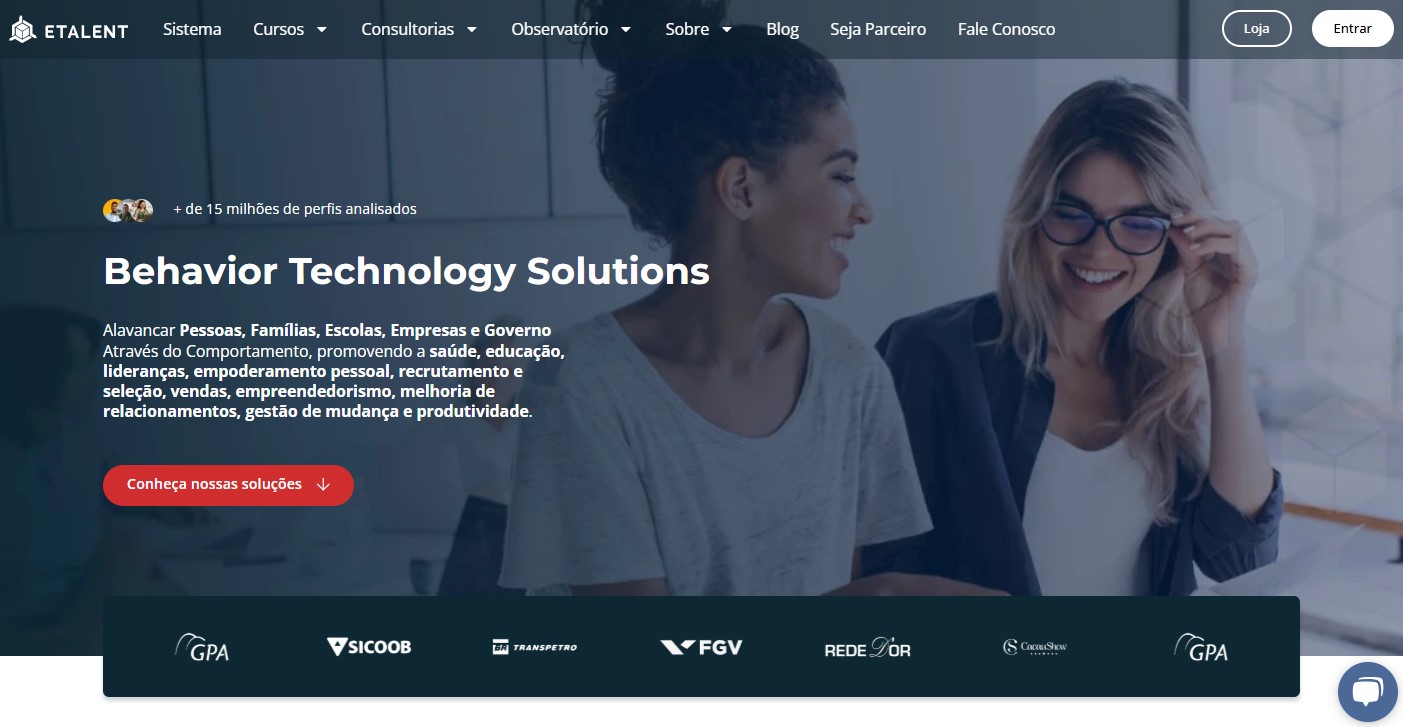 ETALENT
Sistema
Cursos
Consultorias
Observatório
Sobre
Blog
Seja Parceiro
Fale Conosco
Loja
Entrar
+ de 15 milhões de perfis analisados
Behavior Technology Solutions
Alavancar Pessoas, Famílias, Escolas, Empresas e Governo
Através do Comportamento, promovendo a saúde, educação,
lideranças, empoderamento pessoal, recrutamento e
seleção, vendas, empreendedorismo, melhoria de
relacionamentos, gestão de mudança e produtividade.
Conheça nossas soluções
GPA
SICOOB
BR TRANSPETRO
FGV
REDE D'OR
CacauShow
GPA